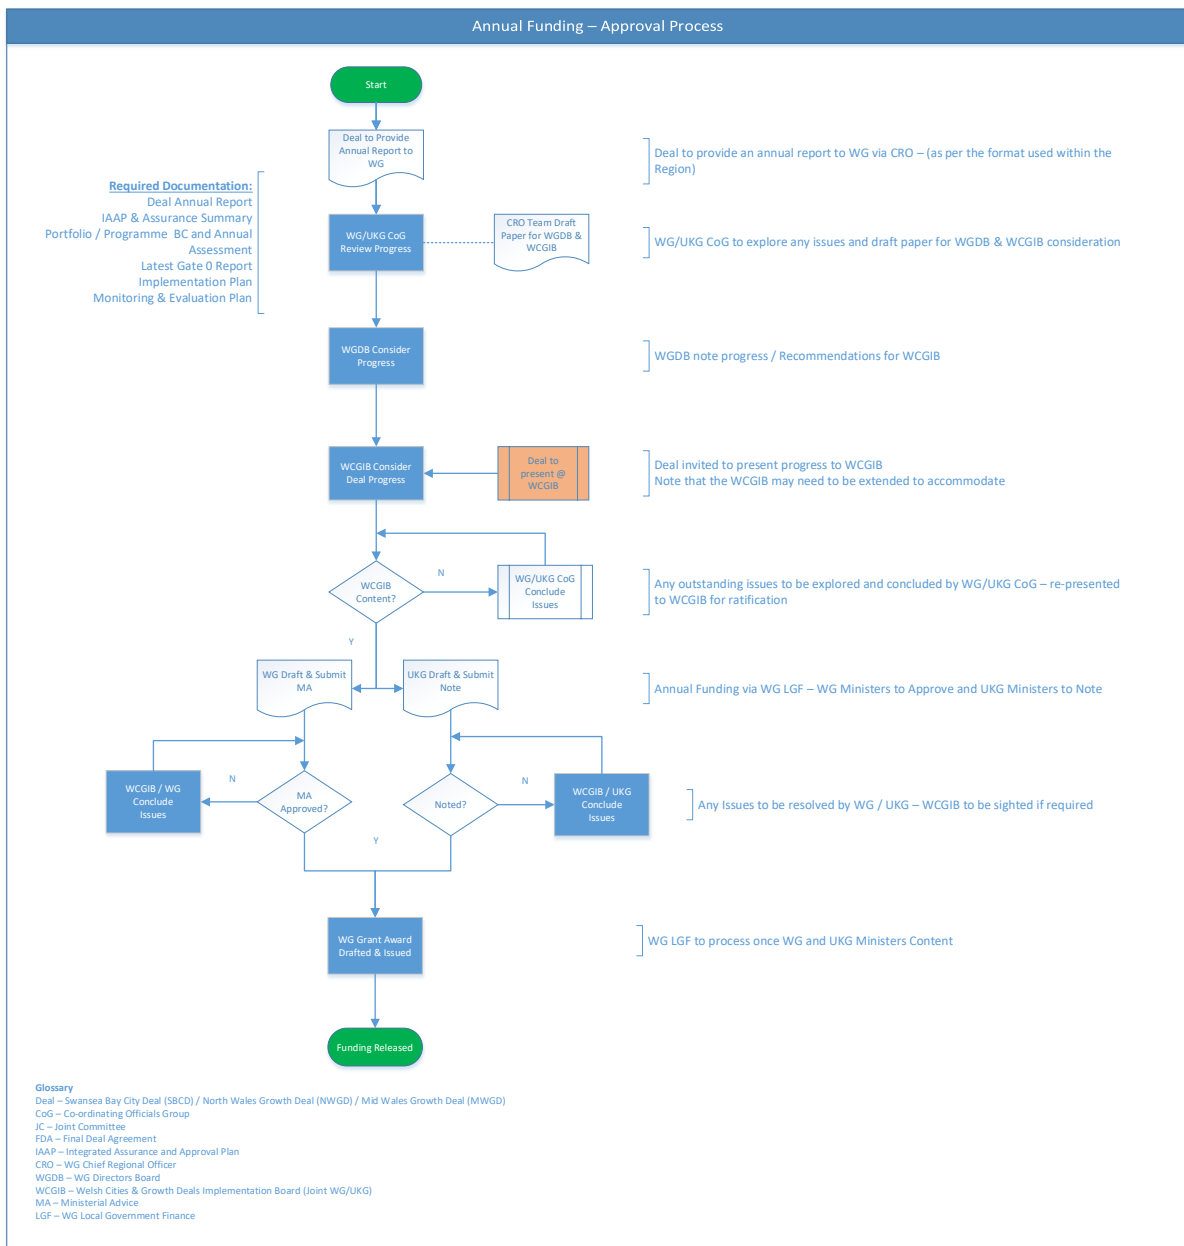 Annual Funding – Approval Process
Start
Deal to Provide
Annual Report to
WG
Deal to provide an annual report to WG via CRO – (as per the format used within the
Region)
Required Documentation:
Deal Annual Report
IAAP & Assurance Summary
Portfolio / Programme BC and Annual
Assessment
Latest Gate 0 Report
Implementation Plan
Monitoring & Evaluation Plan
WG/UKG CoG
Review Progress
CRO Team Draft
Paper for WGDB &
WCGIB
WG/UKG CoG to explore any issues and draft paper for WGDB & WCGIB consideration
WGDB Consider
Progress
WGDB note progress / Recommendations for WCGIB
WCGIB Consider
Deal Progress
Deal to
present @
WCGIB
Deal invited to present progress to WCGIB
Note that the WCGIB may need to be extended to accommodate
WCGIB
Content?
N
WG/UKG CoG
Conclude
Issues
Any outstanding issues to be explored and concluded by WG/UKG CoG – re-presented
to WCGIB for ratification
Y
WG Draft & Submit
MA
UKG Draft & Submit
Note
Annual Funding via WG LGF – WG Ministers to Approve and UKG Ministers to Note
WCGIB / WG
Conclude
Issues
N
MA
Approved?
Noted?
N
WCGIB / UKG
Conclude
Issues
Any Issues to be resolved by WG / UKG – WCGIB to be sighted if required
Y
WG Grant Award
Drafted & Issued
WG LGF to process once WG and UKG Ministers Content
Funding Released
Glossary
Deal – Swansea Bay City Deal (SBCD) / North Wales Growth Deal (NWGD) / Mid Wales Growth Deal (MWGD)
CoG – Co-ordinating Officials Group
JC – Joint Committee
FDA – Final Deal Agreement
IAAP – Integrated Assurance and Approval Plan
CRO – WG Chief Regional Officer
WGDB – WG Directors Board
WCGIB – Welsh Cities & Growth Deals Implementation Board (Joint WG/UKG)
MA – Ministerial Advice
LGF – WG Local Government Finance